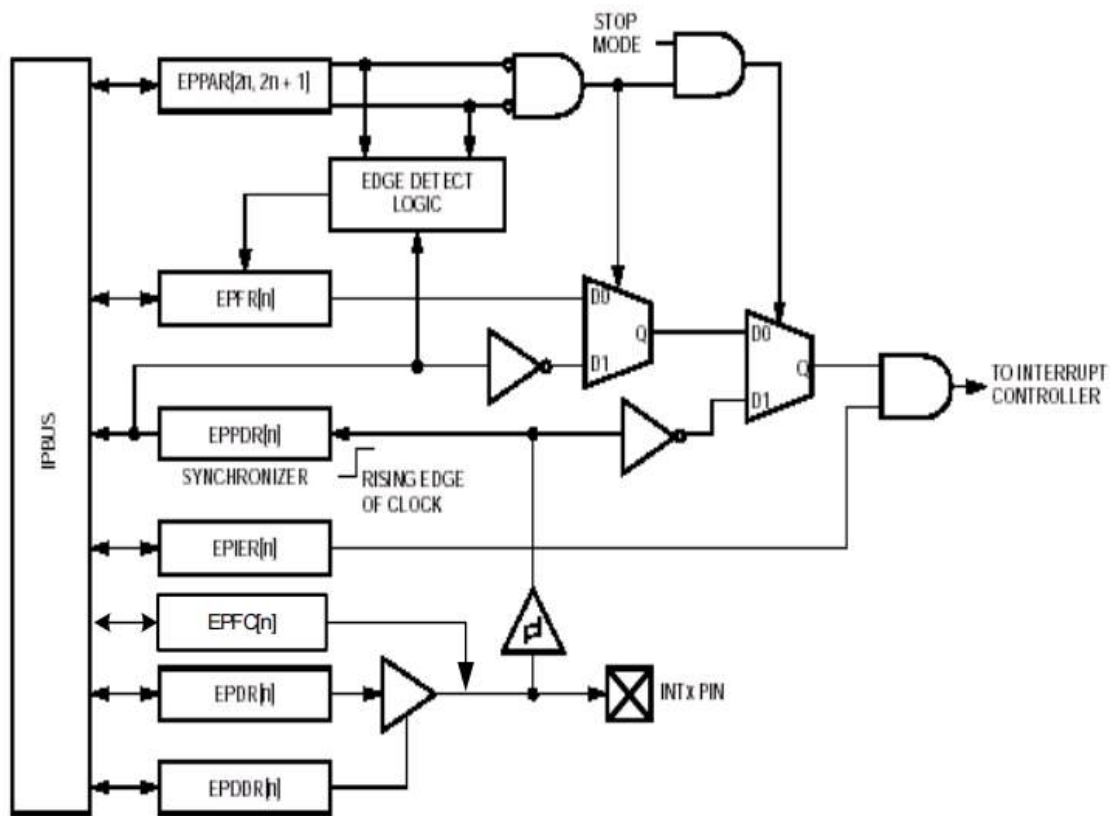 STOP
MODE
EPPAR[2n, 2n + 1]
EDGE DETECT
LOGIC
EPFR[n]
D0
Q
D1
D0
Q
D1
TO INTERRUPT
CONTROLLER
IPBUS
EPPDR[n]
SYNCHRONIZER
RISING EDGE
OF CLOCK
EPIER[n]
EPFC[n]
EPDR[n]
INTx PIN
EPDDR[n]